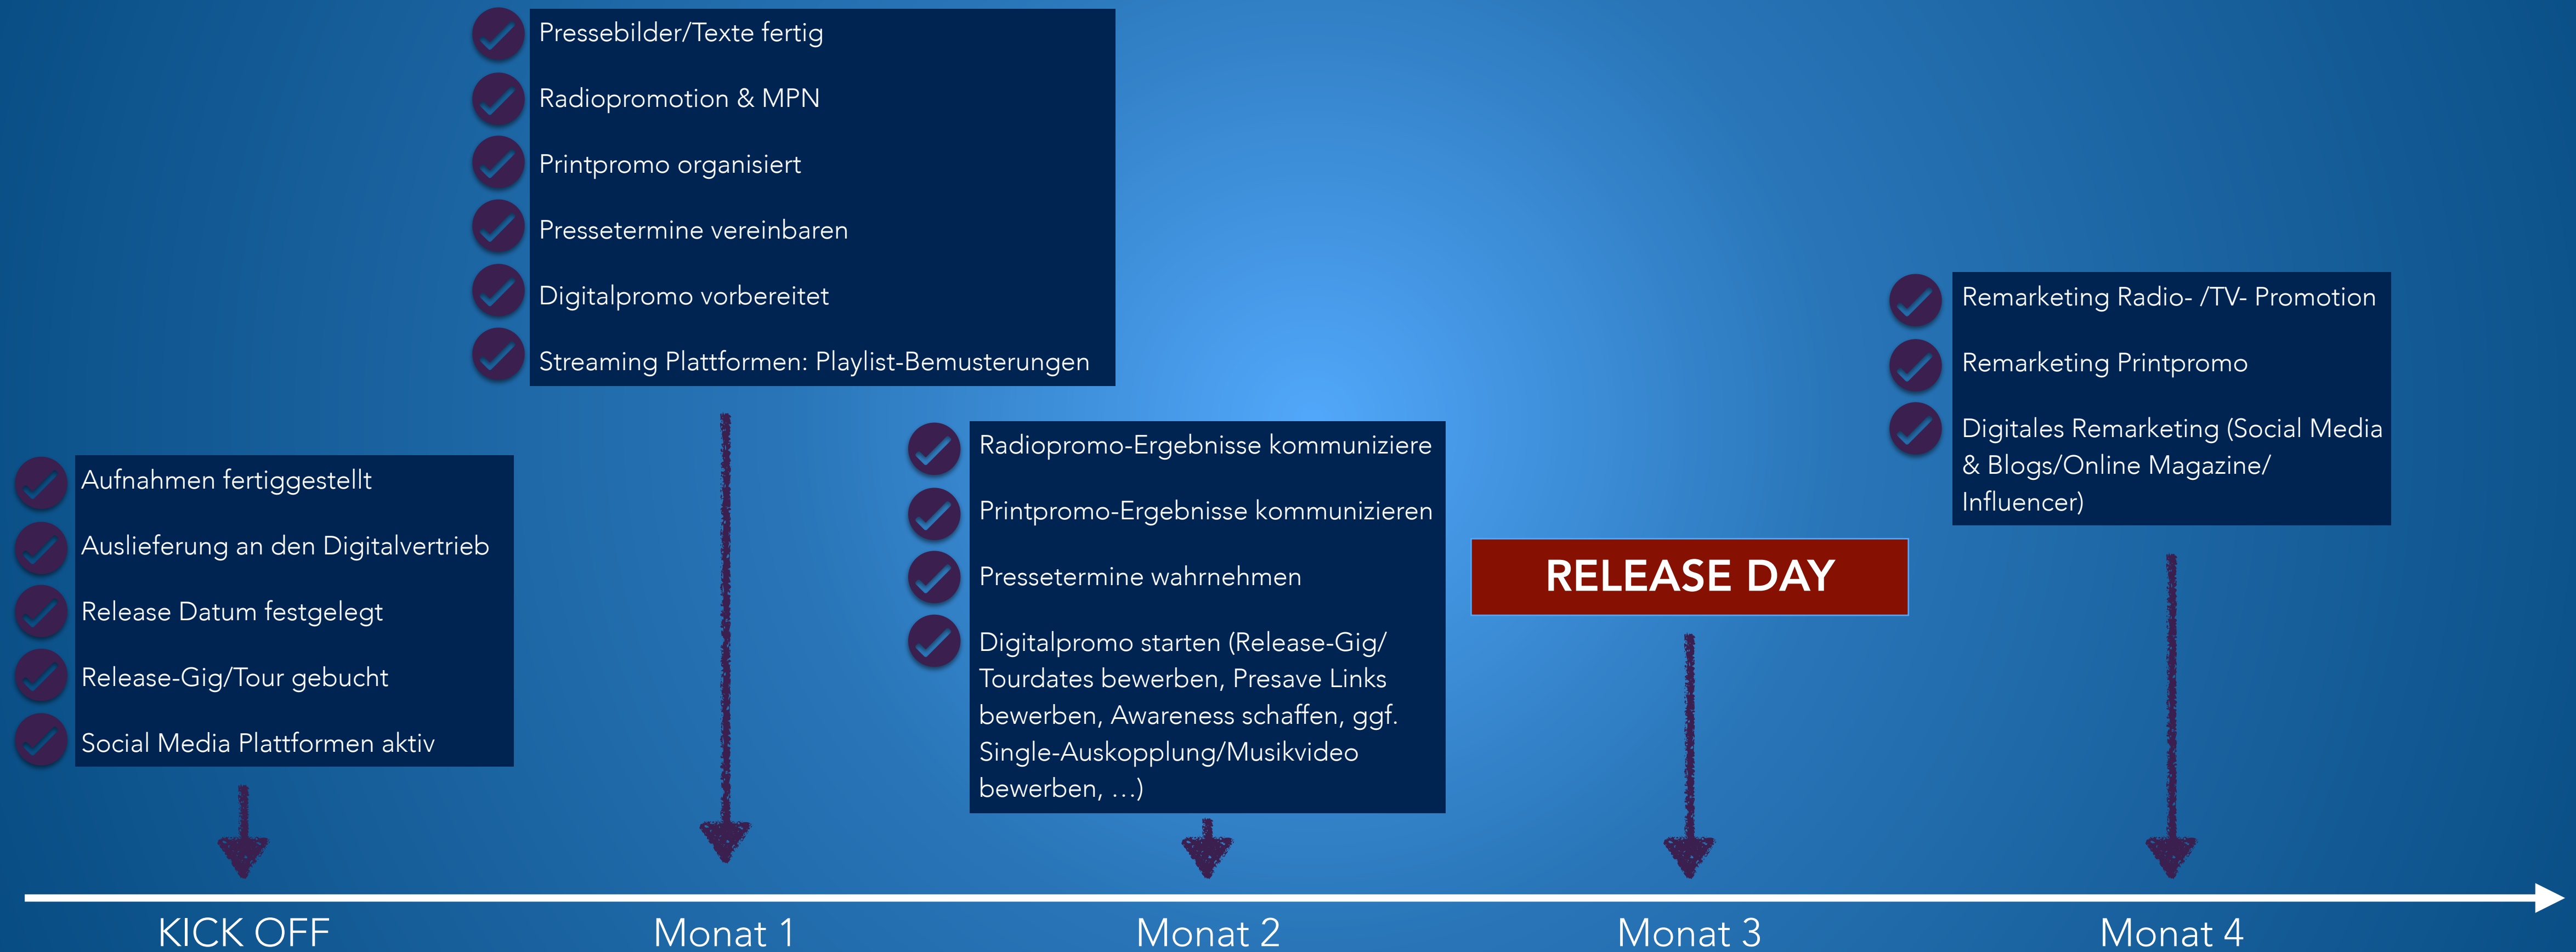 Pressebilder/Texte fertig
Radiopromotion & MPN
Printpromo organisiert
Pressetermine vereinbaren
Digitalpromo vorbereitet
Streaming Plattformen: Playlist-Bemusterungen
Remarketing Radio- /TV- Promotion
Remarketing Printpromo
Digitales Remarketing (Social Media
& Blogs/Online Magazine/
Influencer)
Radiopromo-Ergebnisse kommuniziere
Printpromo-Ergebnisse kommunizieren
Pressetermine wahrnehmen
Digitalpromo starten (Release-Gig/
Tourdates bewerben, Presave Links
bewerben, Awareness schaffen, ggf.
Single-Auskopplung/Musikvideo
bewerben, …)
Aufnahmen fertiggestellt
Auslieferung an den Digitalvertrieb
Release Datum festgelegt
Release-Gig/Tour gebucht
Social Media Plattformen aktiv
RELEASE DAY
KICK OFF
Monat 1
Monat 2
Monat 3
Monat 4